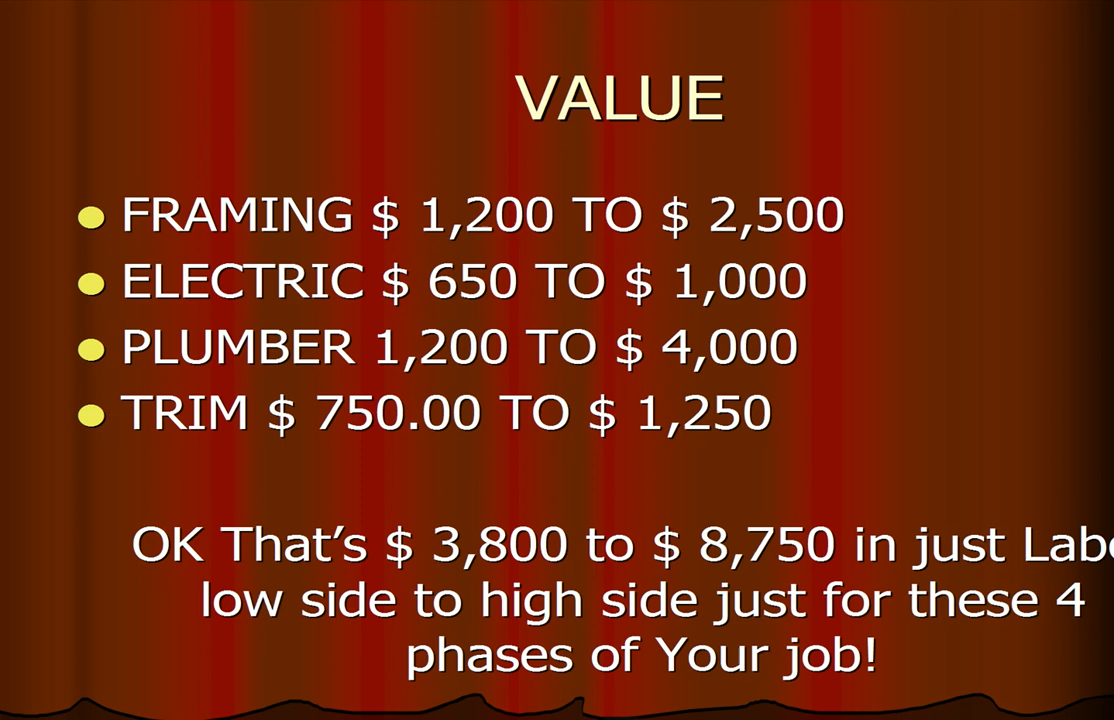 VALUE
FRAMING $ 1,200 TO $ 2,500
ELECTRIC $ 650 TO $ 1,000
PLUMBER 1,200 TO $ 4,000
TRIM $ 750.00 TO $ 1,250
OK That’s $ 3,800 to $ 8,750 in just
low side to high side just for these 4
phases of Your job!